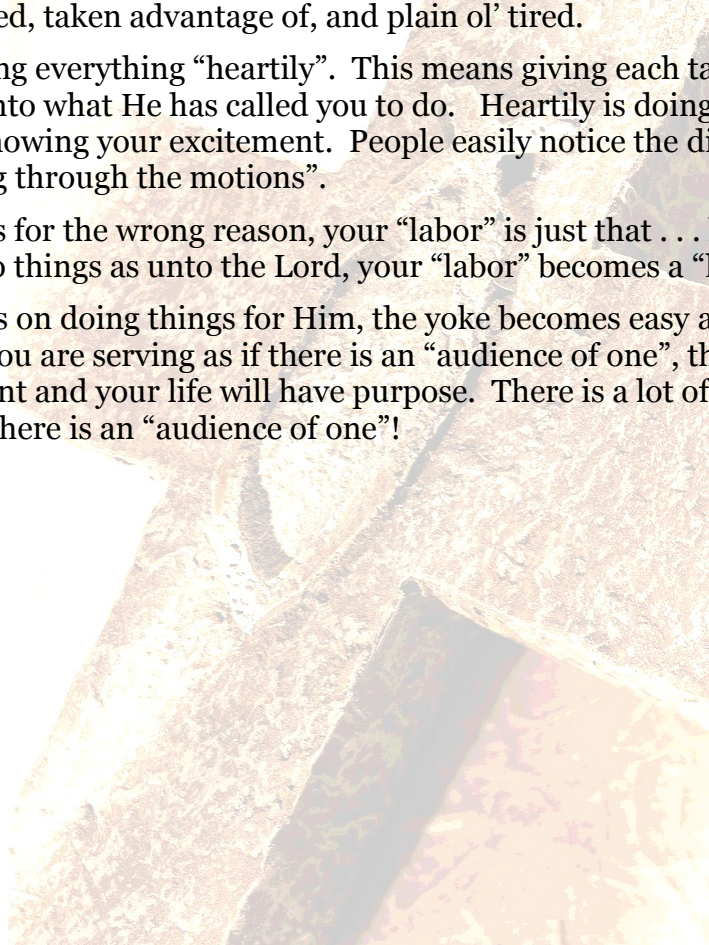 ed, taken advantage of, and plain ol’ tired.
ng everything “heartily”. This means giving each ta
nto what He has called you to do. Heartily is doing
howing your excitement. People easily notice the di
g through the motions”.
s for the wrong reason, your “labor” is just that . . .
o things as unto the Lord, your “labor” becomes a “l
s on doing things for Him, the yoke becomes easy a
ou are serving as if there is an “audience of one”, th
nt and your life will have purpose. There is a lot of
here is an “audience of one”!